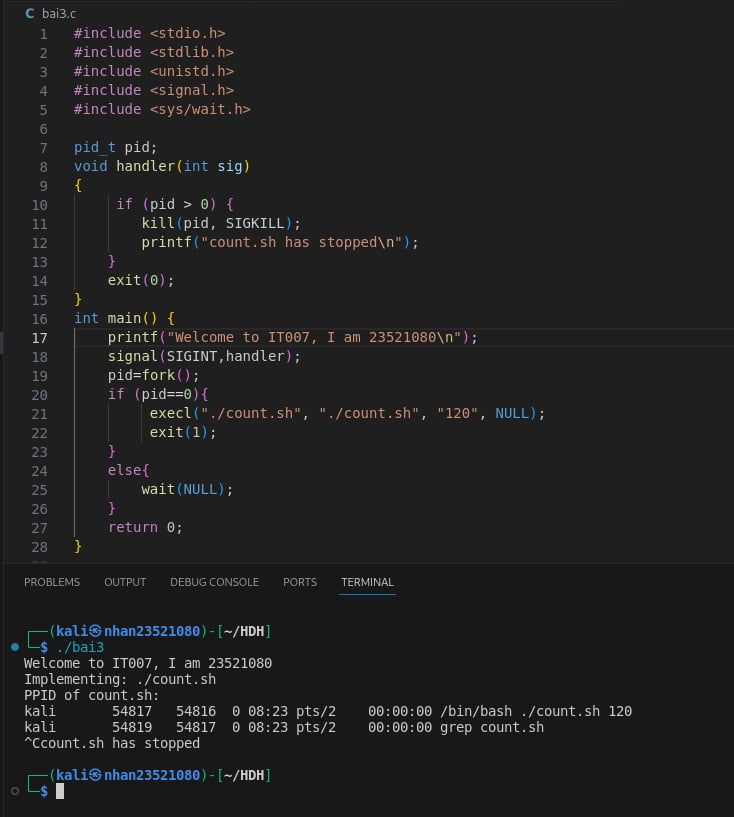 C bai3.c
1 #include <stdio.h>
2 #include <stdlib.h>
3 #include <unistd.h>
4 #include <signal.h>
5 #include <sys/wait.h>
6
7 pid_t pid;
8 void handler(int sig)
9 {
10 if (pid > 0) {
11 kill(pid, SIGKILL);
12 printf("count.sh has stopped\n");
13 }
14 exit(0);
15 }
16 int main() {
17 printf("Welcome to IT007, I am 23521080\n");
18 signal(SIGINT,handler);
19 pid=fork();
20 if (pid==0){
21 execl("./count.sh", "./count.sh", "120", NULL);
22 exit(1);
23 }
24 else{
25 wait(NULL);
26 }
27 return 0;
28 }
PROBLEMS OUTPUT DEBUG CONSOLE PORTS TERMINAL
┌──(kali㉿nhan23521080)-[~/HDH]
└─$ ./bai3
Welcome to IT007, I am 23521080
Implementing: ./count.sh
PPID of count.sh:
kali 54817 54816 0 08:23 pts/2 00:00:00 /bin/bash ./count.sh 120
kali 54819 54817 0 08:23 pts/2 00:00:00 grep count.sh
^Ccount.sh has stopped
┌──(kali㉿nhan23521080)-[~/HDH]
└─$